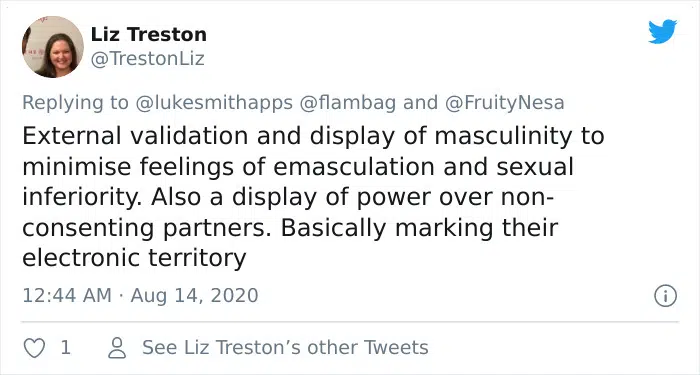 Liz Treston
@TrestonLiz
Replying to @lukesmithapps @flambag and @FruityNesa
External validation and display of masculinity to
minimise feelings of emasculation and sexual
inferiority. Also a display of power over non-
consenting partners. Basically marking their
electronic territory
12:44 AM · Aug 14, 2020
1
See Liz Treston’s other Tweets